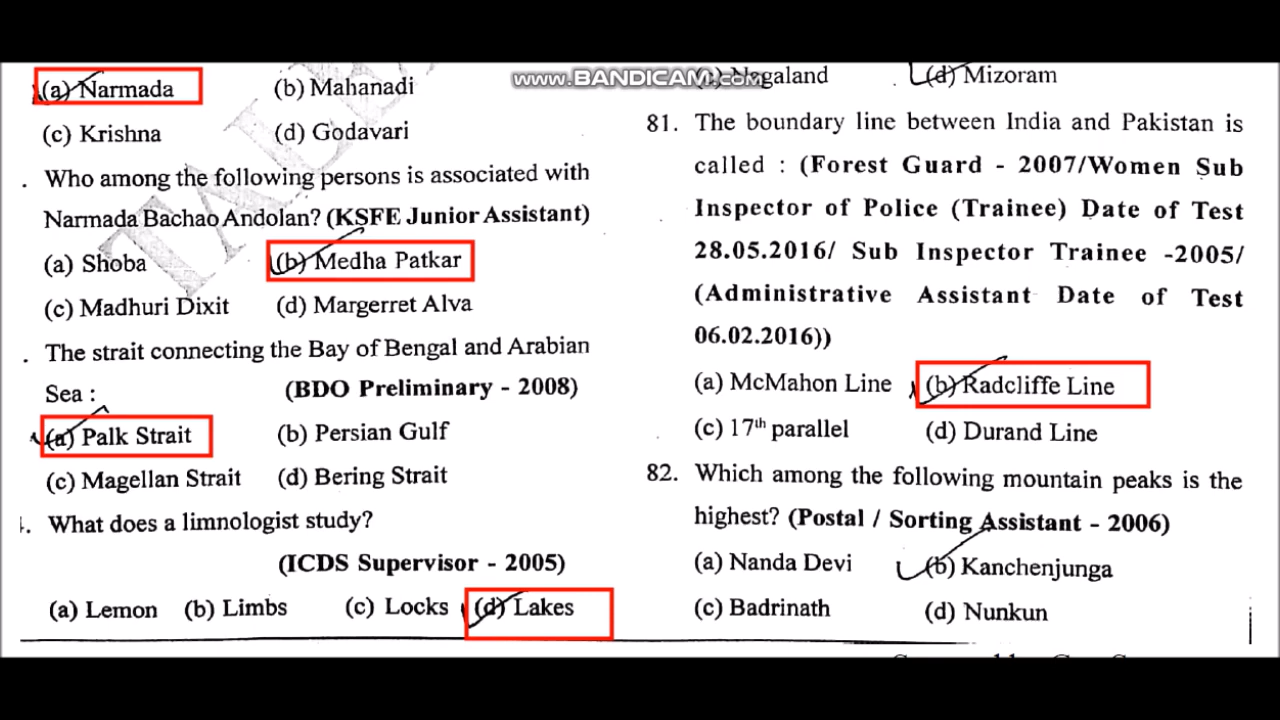 www.BANDICAM.com
(a) Narmada (b) Mahanadi
(c) Krishna (d) Godavari
. Who among the following persons is associated with
Narmada Bachao Andolan? (KSFE Junior Assistant)
(a) Shoba (b) Medha Patkar
(c) Madhuri Dixit (d) Margerret Alva
. The strait connecting the Bay of Bengal and Arabian
Sea : (BDO Preliminary - 2008)
(a) Palk Strait (b) Persian Gulf
(c) Magellan Strait (d) Bering Strait
. What does a limnologist study?
(ICDS Supervisor - 2005)
(a) Lemon (b) Limbs (c) Locks (d) Lakes
Nagaland (d) Mizoram
81. The boundary line between India and Pakistan is
called : (Forest Guard - 2007/Women Sub
Inspector of Police (Trainee) Date of Test
28.05.2016/ Sub Inspector Trainee -2005/
(Administrative Assistant Date of Test
06.02.2016))
(a) McMahon Line (b) Radcliffe Line
(c) 17th parallel (d) Durand Line
82. Which among the following mountain peaks is the
highest? (Postal / Sorting Assistant - 2006)
(a) Nanda Devi (b) Kanchenjunga
(c) Badrinath (d) Nunkun